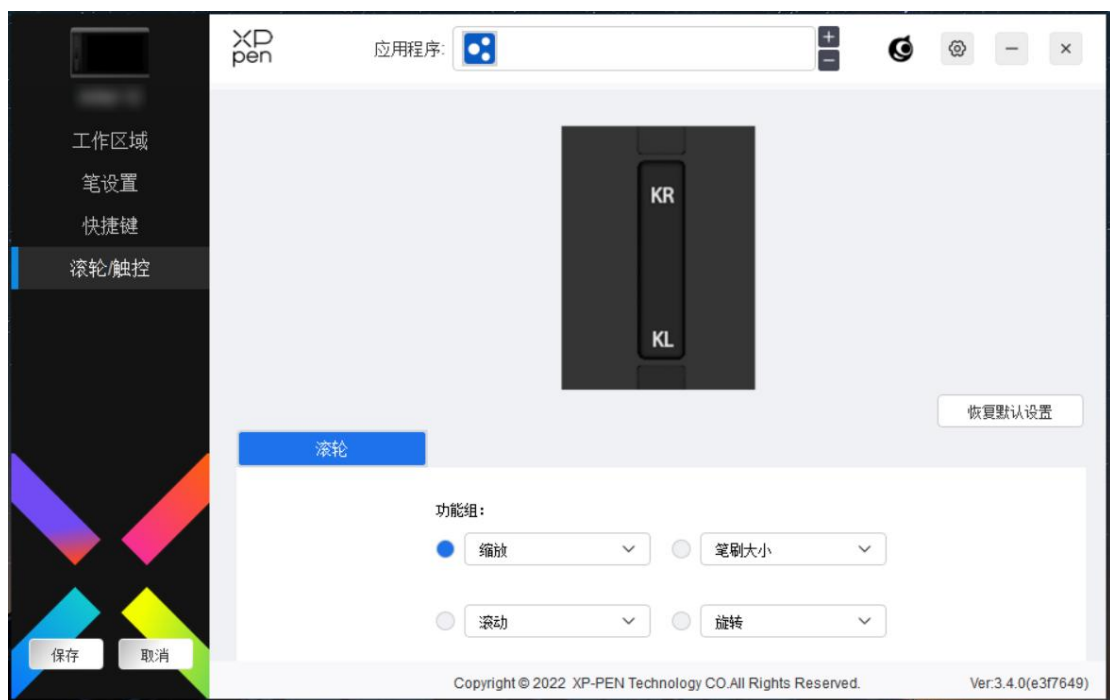 XP
pen
应用程序:
工作区域
笔设置
快捷键
滚轮/触控
KR
KL
恢复默认设置
滚轮
功能组:
缩放
笔刷大小
滚动
旋转
保存
取消
Copyright © 2022 XP-PEN Technology CO.All Rights Reserved.
Ver:3.4.0(e3f7649)